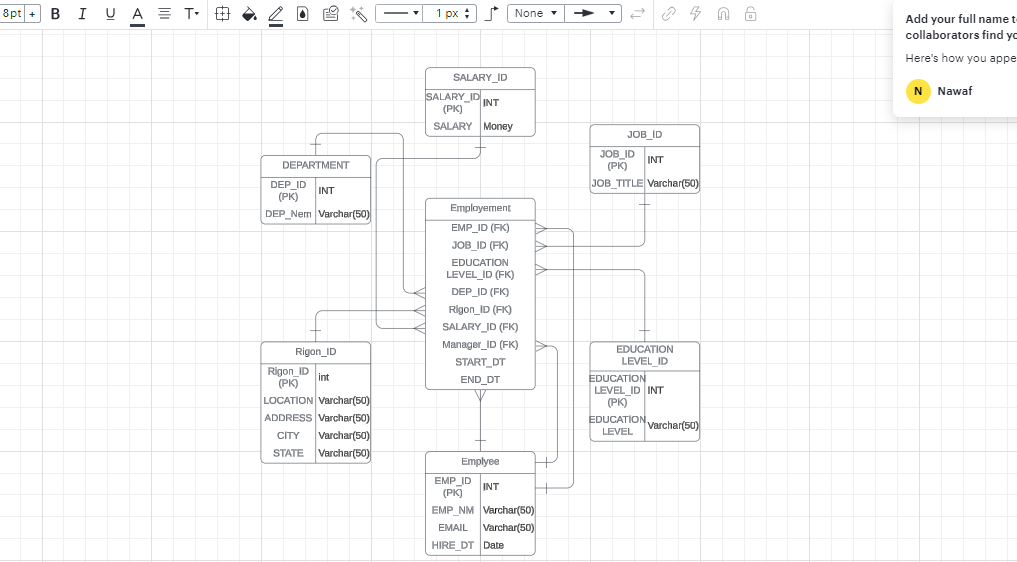 8pt + B I U A T 1 px None
Add your full name t
collaborators find yo
Here's how you appe
N Nawaf
SALARY_ID
SALARY_ID
(PK)
INT
SALARY Money
JOB_ID
JOB_ID
(PK)
INT
JOB_TITLE Varchar(50)
DEPARTMENT
DEP_ID
(PK)
INT
DEP_Nem Varchar(50)
Employement
EMP_ID (FK)
JOB_ID (FK)
EDUCATION
LEVEL_ID (FK)
DEP_ID (FK)
Rigon_ID (FK)
SALARY_ID (FK)
Manager_ID (FK)
START_DT
END_DT
Rigon_ID
Rigon_ID
(PK)
int
LOCATION Varchar(50)
ADDRESS Varchar(50)
CITY Varchar(50)
STATE Varchar(50)
EDUCATION
LEVEL_ID
EDUCATION
LEVEL_ID
(PK)
INT
EDUCATION
LEVEL
Varchar(50)
Emplyee
EMP_ID
(PK)
INT
EMP_NM Varchar(50)
EMAIL Varchar(50)
HIRE_DT Date